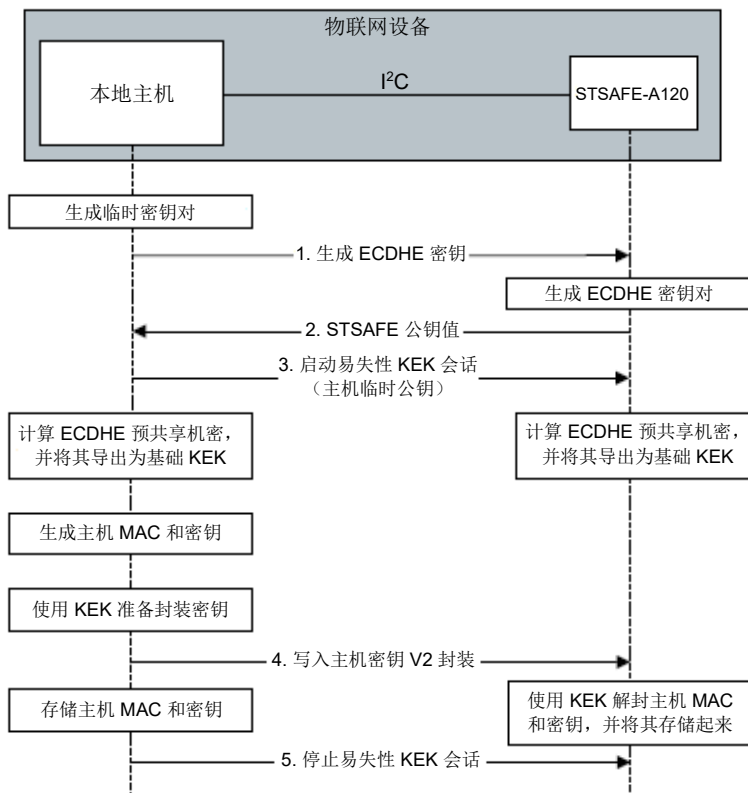 物联网设备
本地主机
I²C
STSAFE-A120
生成临时密钥对
1. 生成 ECDHE 密钥
生成 ECDHE 密钥对
2. STSAFE 公钥值
3. 启动易失性 KEK 会话
（主机临时公钥）
计算 ECDHE 预共享机密，
并将其导出为基础 KEK
计算 ECDHE 预共享机密，
并将其导出为基础 KEK
生成主机 MAC 和密钥
使用 KEK 准备封装密钥
4. 写入主机密钥 V2 封装
存储主机 MAC 和密钥
使用 KEK 解封主机 MAC
和密钥，并将其存储起来
5. 停止易失性 KEK 会话